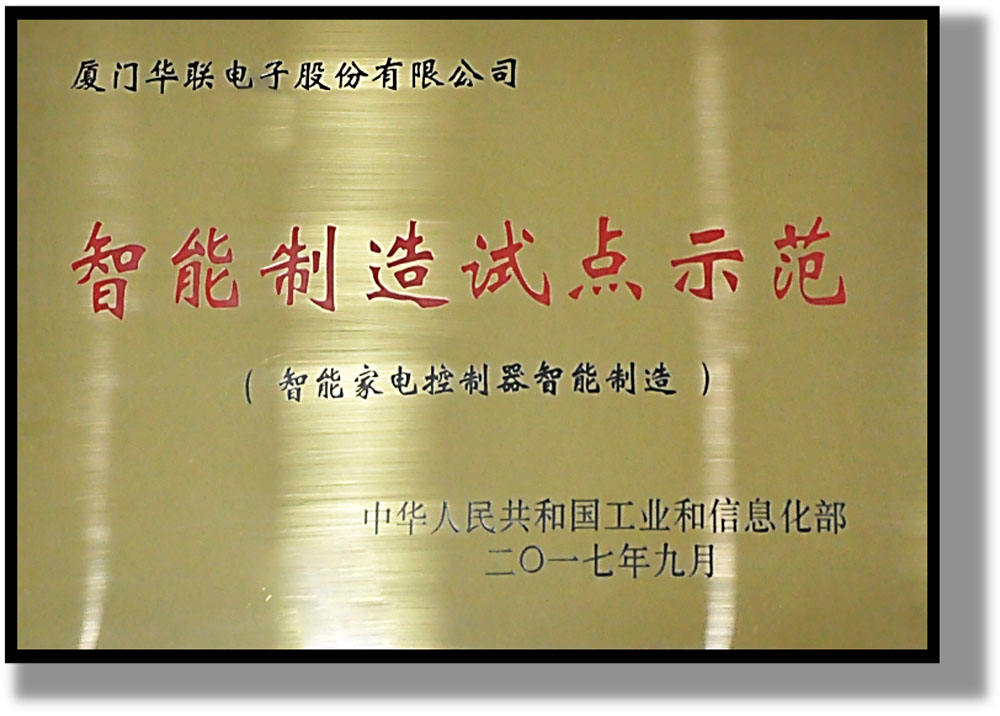 厦门华联电子股份有限公司
智能制造试点示范
（智能家电控制器智能制造）
中华人民共和国工业和信息化部
二〇一七年九月